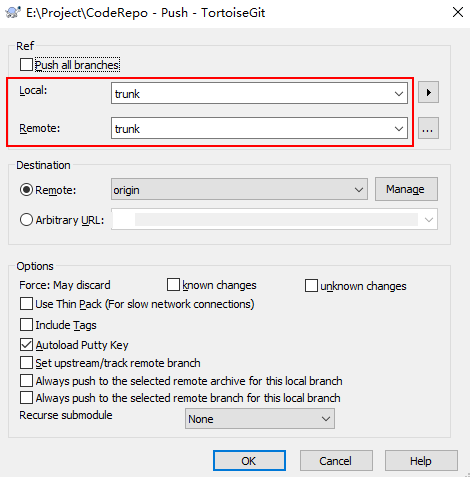 E:\Project\CodeRepo - Push - TortoiseGit
Ref
Push all branches
Local: trunk
Remote: trunk
...
Destination
Remote: origin Manage
Arbitrary URL:
Options
Force: May discard known changes unknown changes
Use Thin Pack (For slow network connections)
Include Tags
Autoload Putty Key
Set upstream/track remote branch
Always push to the selected remote archive for this local branch
Always push to the selected remote branch for this local branch
Recurse submodule None
OK Cancel Help